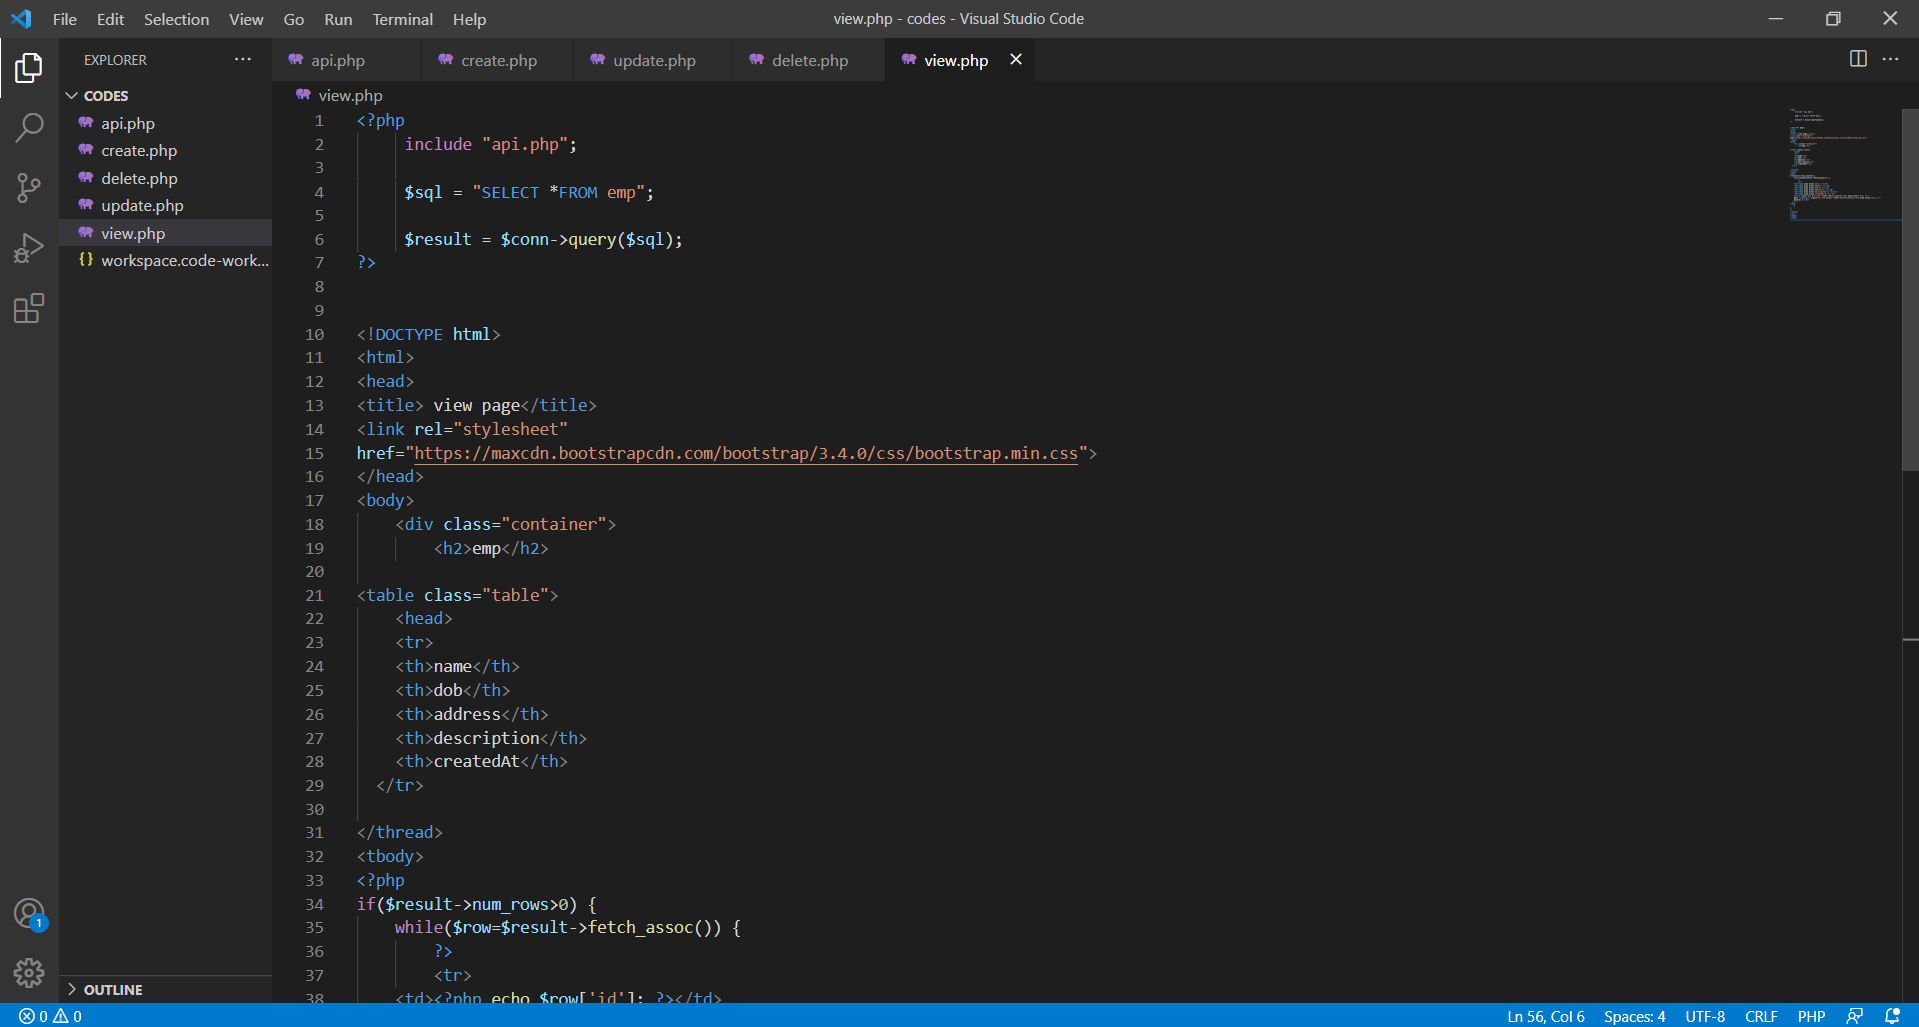 File Edit Selection View Go Run Terminal Help
view.php - codes - Visual Studio Code
EXPLORER
api.php
create.php
update.php
delete.php
view.php
CODES
api.php
create.php
delete.php
update.php
view.php
workspace.code-work...
OUTLINE
view.php
1 <?php
2 include "api.php";
3
4 $sql = "SELECT *FROM emp";
5
6 $result = $conn->query($sql);
7 ?>
8
9
10 <!DOCTYPE html>
11 <html>
12 <head>
13 <title> view page</title>
14 <link rel="stylesheet"
15 href="https://maxcdn.bootstrapcdn.com/bootstrap/3.4.0/css/bootstrap.min.css">
16 </head>
17 <body>
18 <div class="container">
19 <h2>emp</h2>
20
21 <table class="table">
22 <head>
23 <tr>
24 <th>name</th>
25 <th>dob</th>
26 <th>address</th>
27 <th>description</th>
28 <th>createdAt</th>
29 </tr>
30
31 </thread>
32 <tbody>
33 <?php
34 if($result->num_rows>0) {
35 while($row=$result->fetch_assoc()) {
36 ?>
37 <tr>
38 <td><?php echo $row['id']; ?></td>
1
0 0
Ln 56, Col 6 Spaces: 4 UTF-8 CRLF PHP